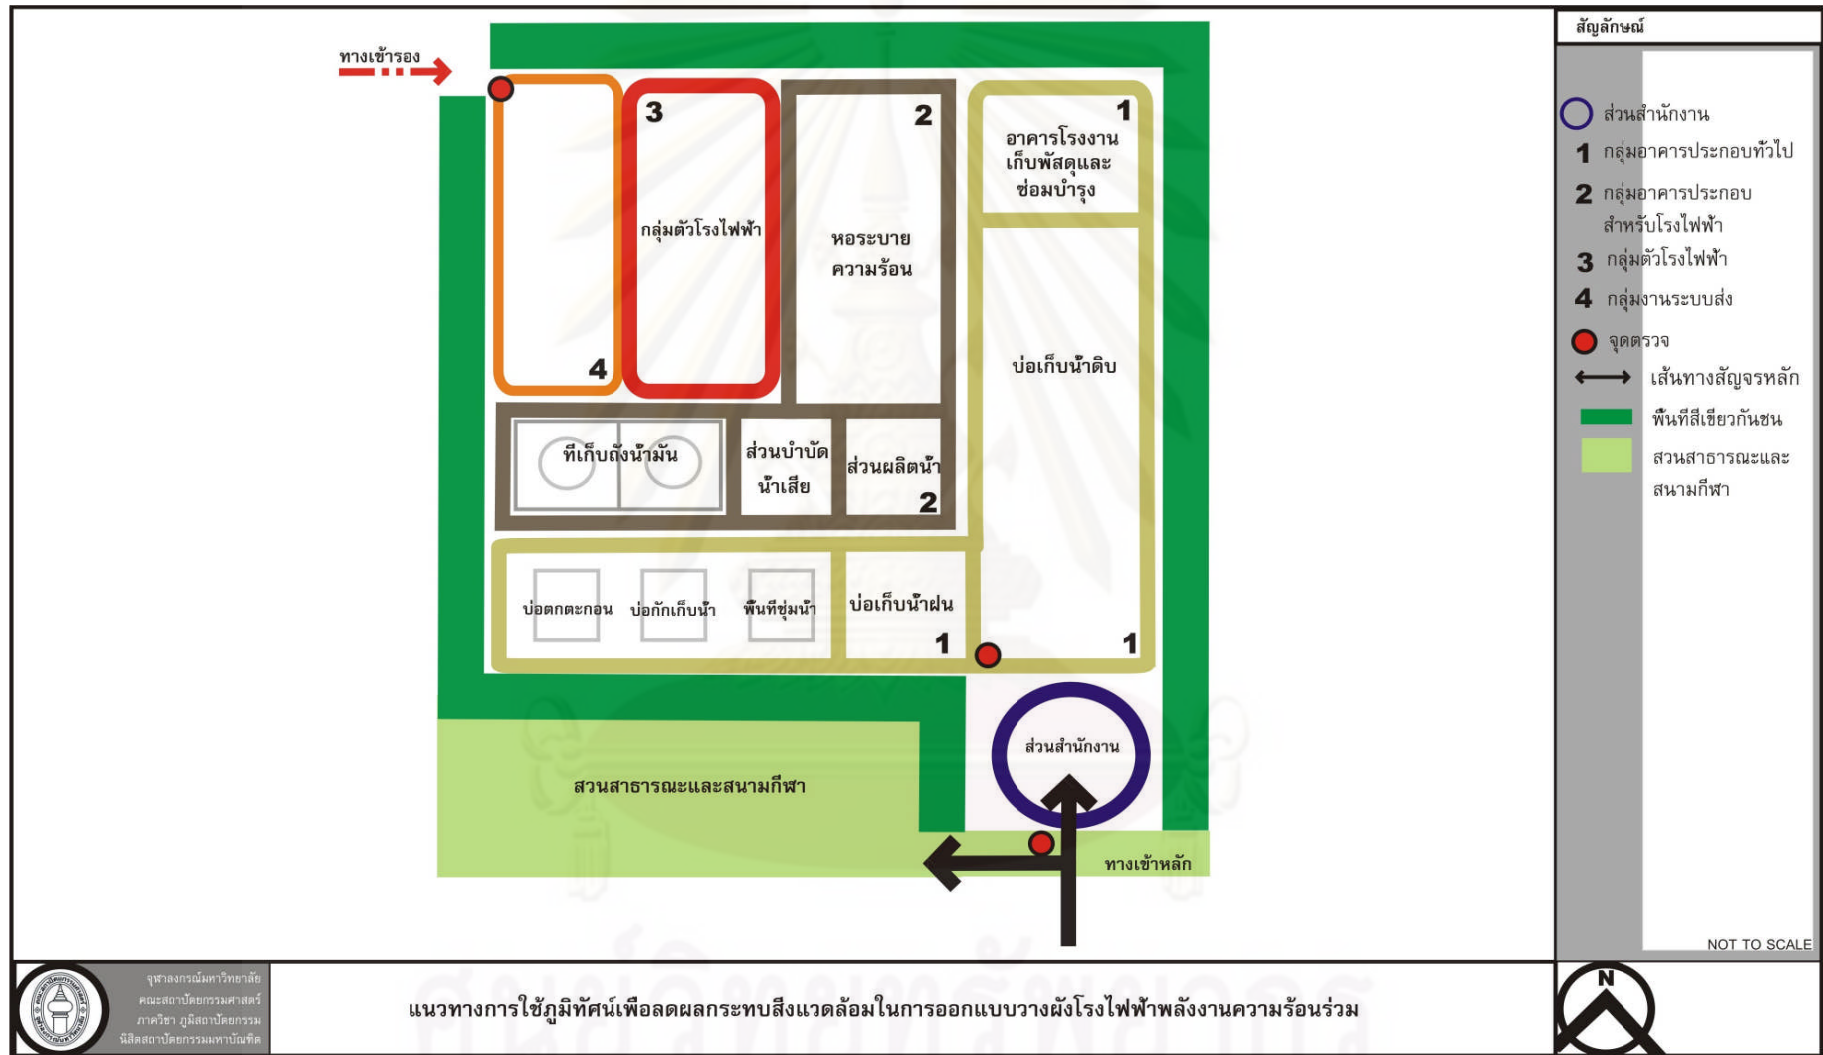 ทางเข้ารอง
3
2
1
อาคารโรงงาน
เก็บพัสดุและ
ซ่อมบำรุง
กลุ่มตัวโรงไฟฟ้า
หอระบาย
ความร้อน
4
บ่อเก็บน้ำดิบ
ที่เก็บถังน้ำมัน
ส่วนบำบัด
น้ำเสีย
ส่วนผลิตน้ำ
2
บ่อตกตะกอน
บ่อกักเก็บน้ำ
พื้นที่ชุ่มน้ำ
บ่อเก็บน้ำฝน
1
1
ส่วนสำนักงาน
สวนสาธารณะและสนามกีฬา
ทางเข้าหลัก
สัญลักษณ์
ส่วนสำนักงาน
1 กลุ่มอาคารประกอบทั่วไป
2 กลุ่มอาคารประกอบ
สำหรับโรงไฟฟ้า
3 กลุ่มตัวโรงไฟฟ้า
4 กลุ่มงานระบบส่ง
จุดตรวจ
เส้นทางสัญจรหลัก
พื้นที่สีเขียวกันชน
สวนสาธารณะและ
สนามกีฬา
NOT TO SCALE
N
จุฬาลงกรณ์มหาวิทยาลัย
คณะสถาปัตยกรรมศาสตร์
ภาควิชา ภูมิสถาปัตยกรรม
นิสิตสถาปัตยกรรมมหาบัณฑิต
แนวทางการใช้ภูมิทัศน์เพื่อลดผลกระทบสิ่งแวดล้อมในการออกแบบวางผังโรงไฟฟ้าพลังงานความร้อนร่วม
ศูนย์วิทยทรัพยากร